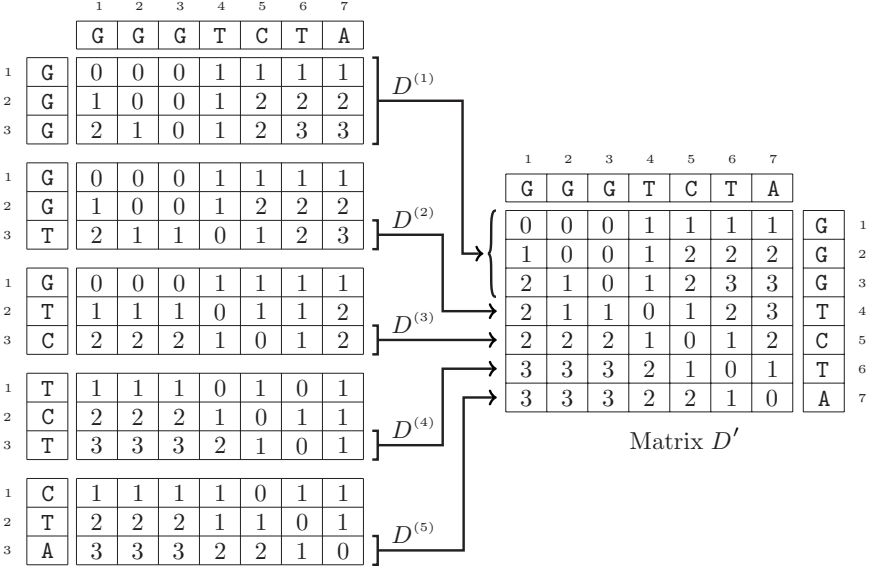 1 2 3 4 5 6 7
G G G T C T A
1 G 0 0 0 1 1 1 1
2 G 1 0 0 1 2 2 2
3 G 2 1 0 1 2 3 3
D(1)
1 G 0 0 0 1 1 1 1
2 G 1 0 0 1 2 2 2
3 T 2 1 1 0 1 2 3
D(2)
1 G 0 0 0 1 1 1 1
2 T 1 1 1 0 1 1 2
3 C 2 2 2 1 0 1 2
D(3)
1 T 1 1 1 0 1 0 1
2 C 2 2 2 1 0 1 1
3 T 3 3 3 2 1 0 1
D(4)
1 C 1 1 1 1 0 1 1
2 T 2 2 2 1 1 0 1
3 A 3 3 3 2 2 1 0
D(5)
1 2 3 4 5 6 7
G G G T C T A
0 0 0 1 1 1 1 G 1
1 0 0 1 2 2 2 G 2
2 1 0 1 2 3 3 G 3
2 1 1 0 1 2 3 T 4
2 2 2 1 0 1 2 C 5
3 3 3 2 1 0 1 T 6
3 3 3 2 2 1 0 A 7
Matrix D′